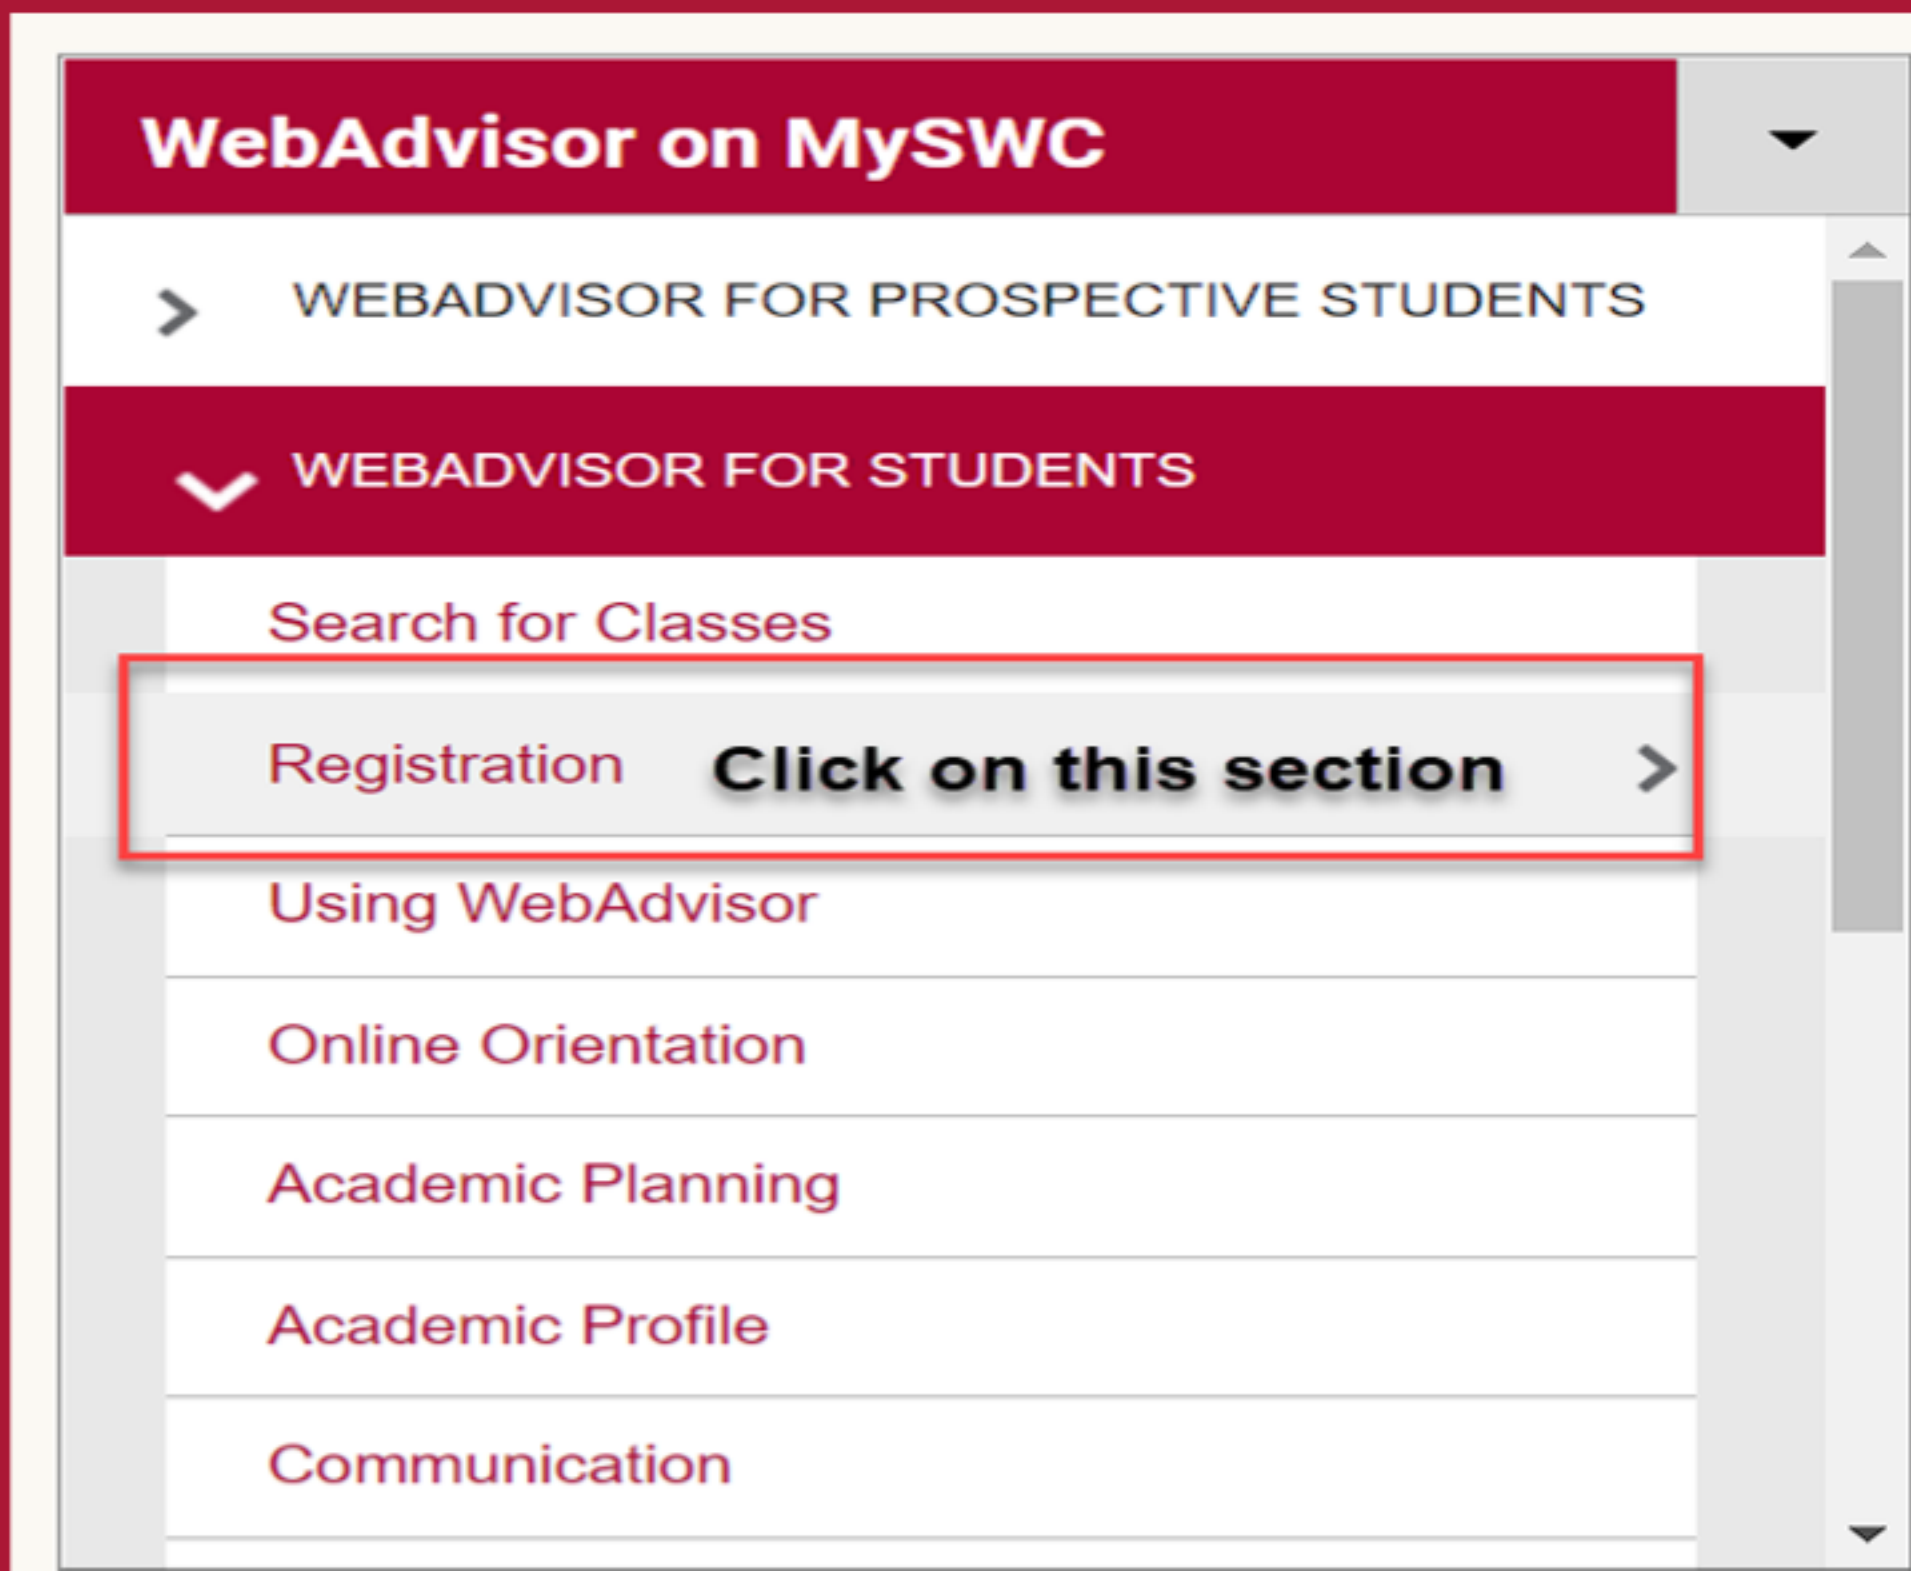 WebAdvisor on MySWC
WEBADVISOR FOR PROSPECTIVE STUDENTS
WEBADVISOR FOR STUDENTS
Search for Classes
Registration Click on this section
Using WebAdvisor
Online Orientation
Academic Planning
Academic Profile
Communication